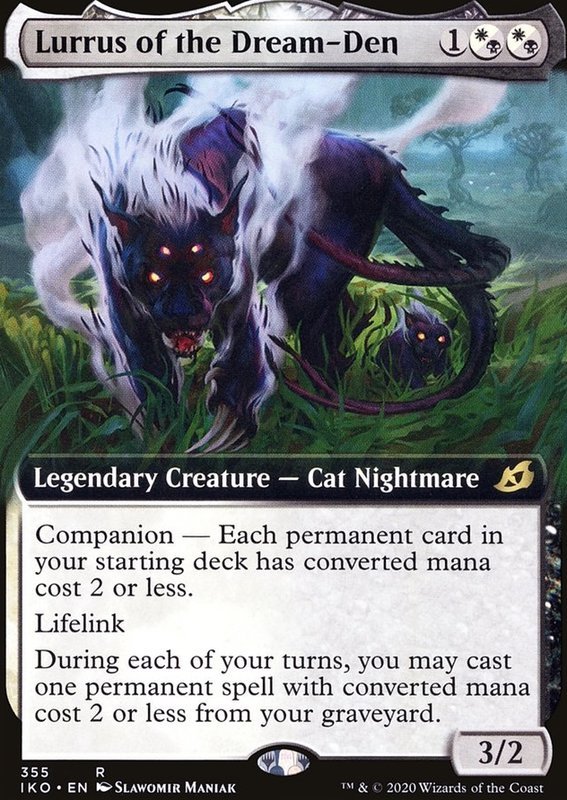 Lurrus of the Dream-Den 1
Legendary Creature — Cat Nightmare
Companion — Each permanent card in
your starting deck has converted mana
cost 2 or less.
Lifelink
During each of your turns, you may cast
one permanent spell with converted mana
cost 2 or less from your graveyard.
3/2
355 R
IKO • EN Slawomir Maniak
™ & © 2020 Wizards of the Coast